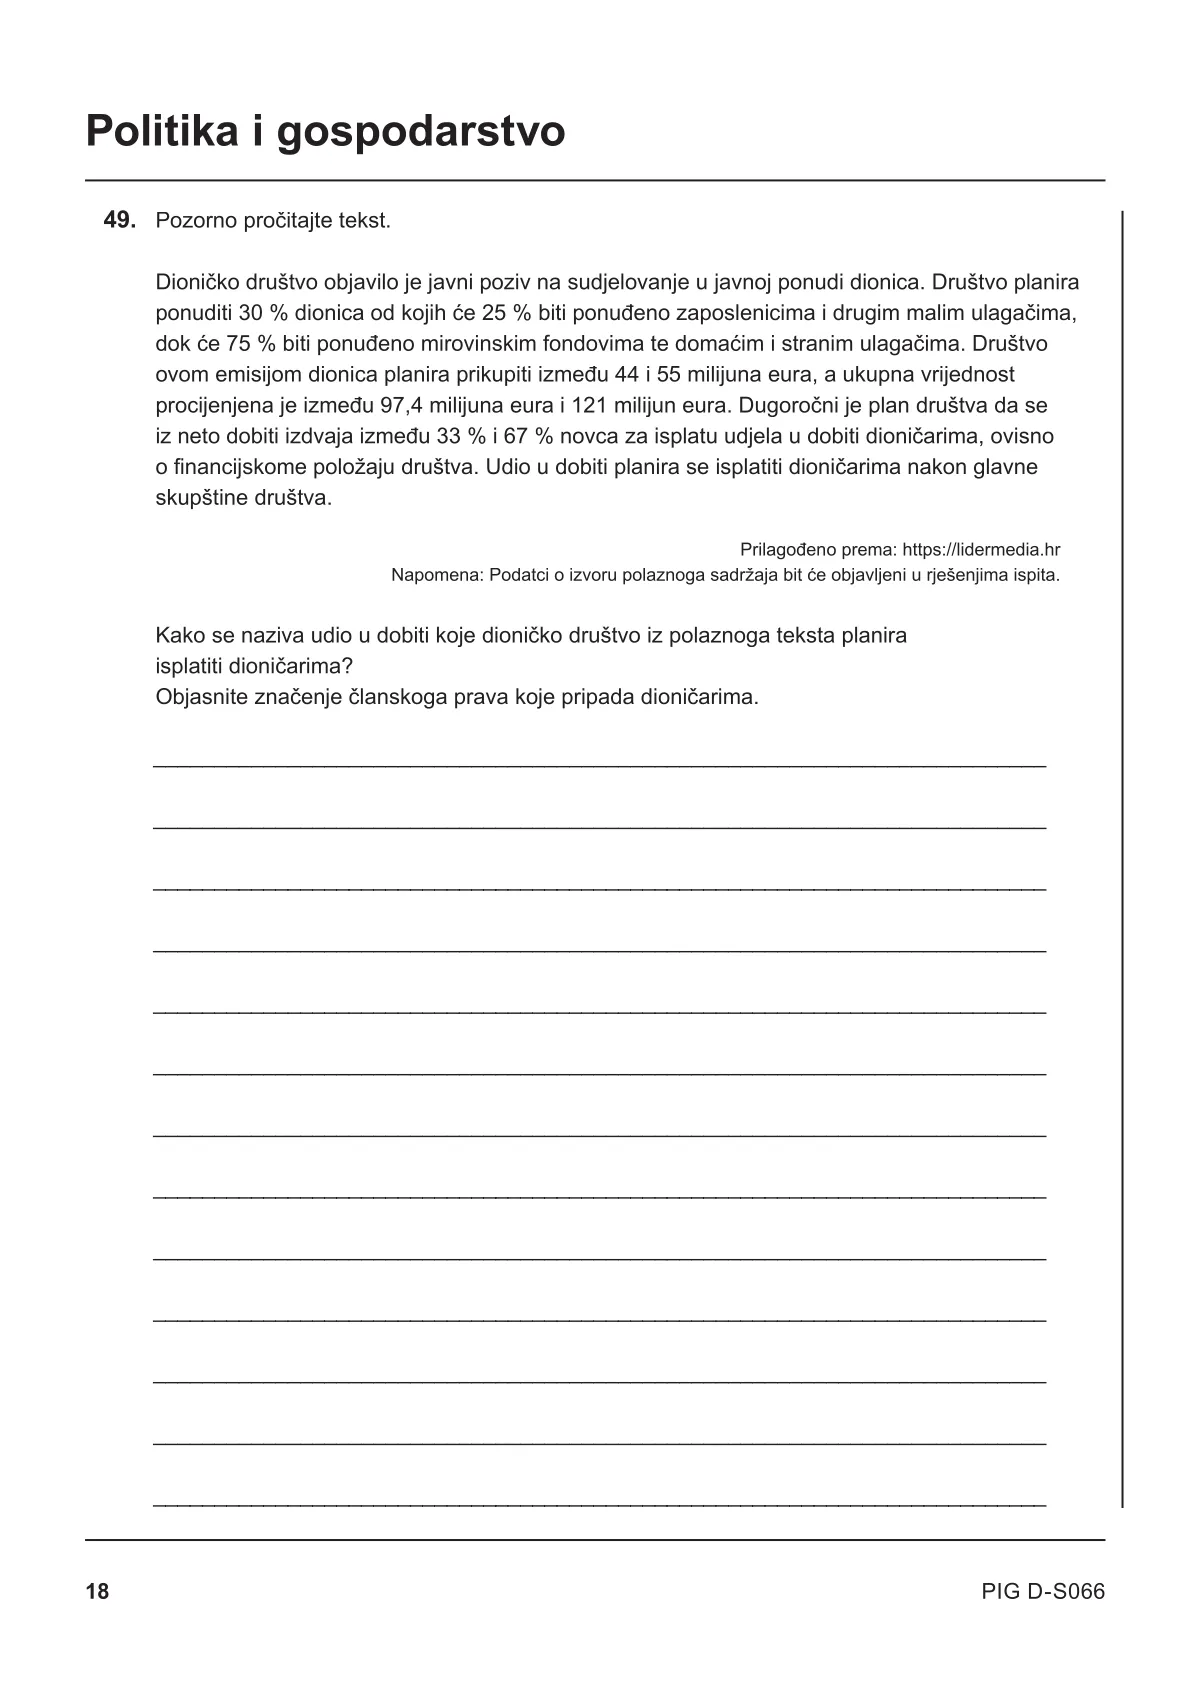 Politika i gospodarstvo
49. Pozorno pročitajte tekst.
Dioničko društvo objavilo je javni poziv na sudjelovanje u javnoj ponudi dionica. Društvo planira
ponuditi 30 % dionica od kojih će 25 % biti ponuđeno zaposlenicima i drugim malim ulagačima,
dok će 75 % biti ponuđeno mirovinskim fondovima te domaćim i stranim ulagačima. Društvo
ovom emisijom dionica planira prikupiti između 44 i 55 milijuna eura, a ukupna vrijednost
procijenjena je između 97,4 milijuna eura i 121 milijun eura. Dugoročni je plan društva da se
iz neto dobiti izdvaja između 33 % i 67 % novca za isplatu udjela u dobiti dioničarima, ovisno
o financijskome položaju društva. Udio u dobiti planira se isplatiti dioničarima nakon glavne
skupštine društva.
Prilagođeno prema: https://lidermedia.hr
Napomena: Podatci o izvoru polaznoga sadržaja bit će objavljeni u rješenjima ispita.
Kako se naziva udio u dobiti koje dioničko društvo iz polaznoga teksta planira
isplatiti dioničarima?
Objasnite značenje članskoga prava koje pripada dioničarima.
18
PIG D-S066